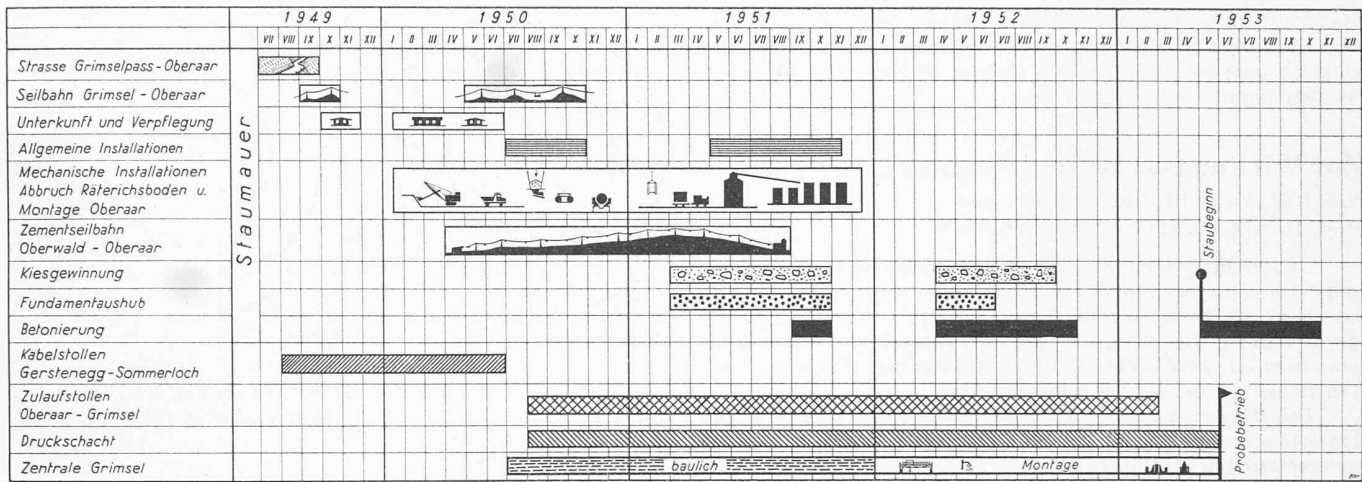 1949 1950 1951 1952 1953
VII VIII IX X XI XII I II III IV V VI VII VIII IX X XI XII I II III IV V VI VII VIII IX X XI XII I II III IV V VI VII VIII IX X XI XII I II III IV V VI VII VIII IX X XI XII
Staumauer
Strasse Grimselpass-Oberaar
Seilbahn Grimsel - Oberaar
Unterkunft und Verpflegung
Allgemeine Installationen
Mechanische Installationen
Abbruch Räterichsboden u.
Montage Oberaar
Zementseilbahn
Oberwald - Oberaar
Kiesgewinnung
Fundamentaushub
Betonierung
Staubeginn
Kabelstollen
Gerstenegg-Sommerloch
Zulaufstollen
Oberaar - Grimsel
Druckschacht
Zentrale Grimsel baulich Montage
Probebetrieb